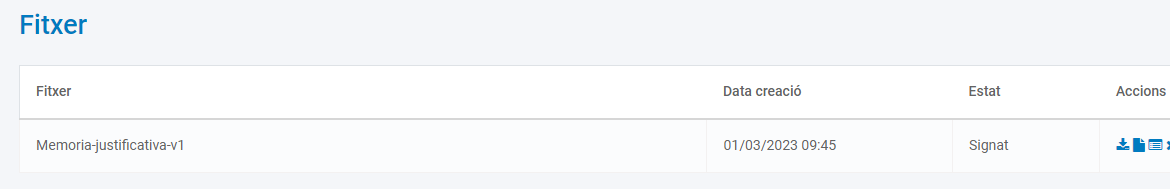 Fitxer
Fitxer Data creació Estat Accions
Memoria-justificativa-v1 01/03/2023 09:45 Signat